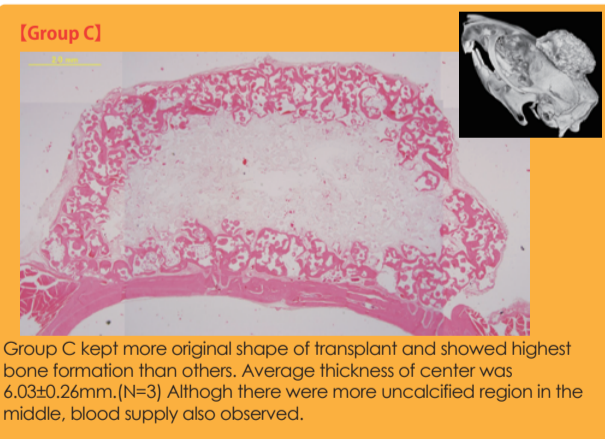 【Group C】
Group C kept more original shape of transplant and showed highest
bone formation than others. Average thickness of center was
6.03±0.26mm.(N=3) Althogh there were more uncalcified region in the
middle, blood supply also observed.